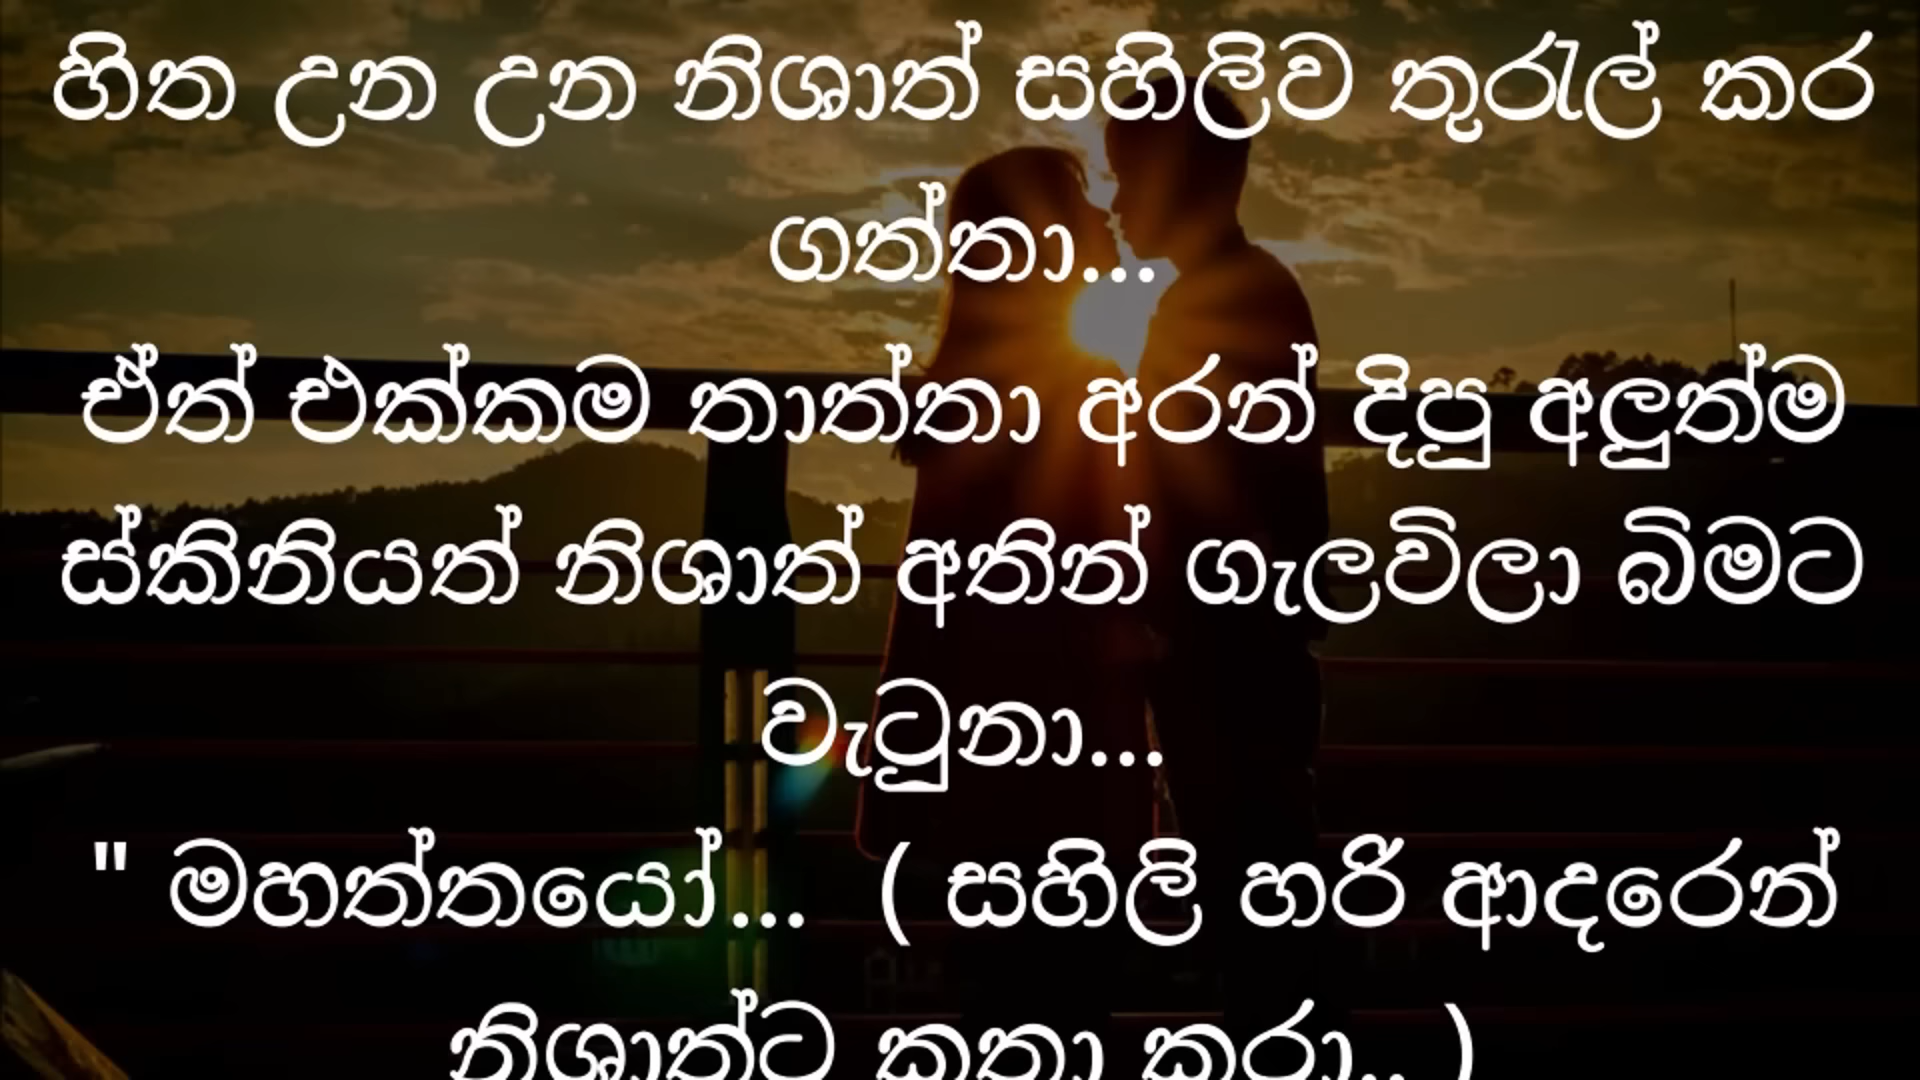 හිත උන උන නිශාත් සහිලිව තුරැල් කර
ගත්තා...
ඒත් එක්කම තාත්තා අරන් දිපු අලුත්ම
ස්කිනියත් නිශාත් අතින් ගැලවිලා බිමට
වැටුනා...
" මහත්තයෝ... ( සහිලි හරි ආදරෙන්
නිශාත්ට කතා කරා.. )